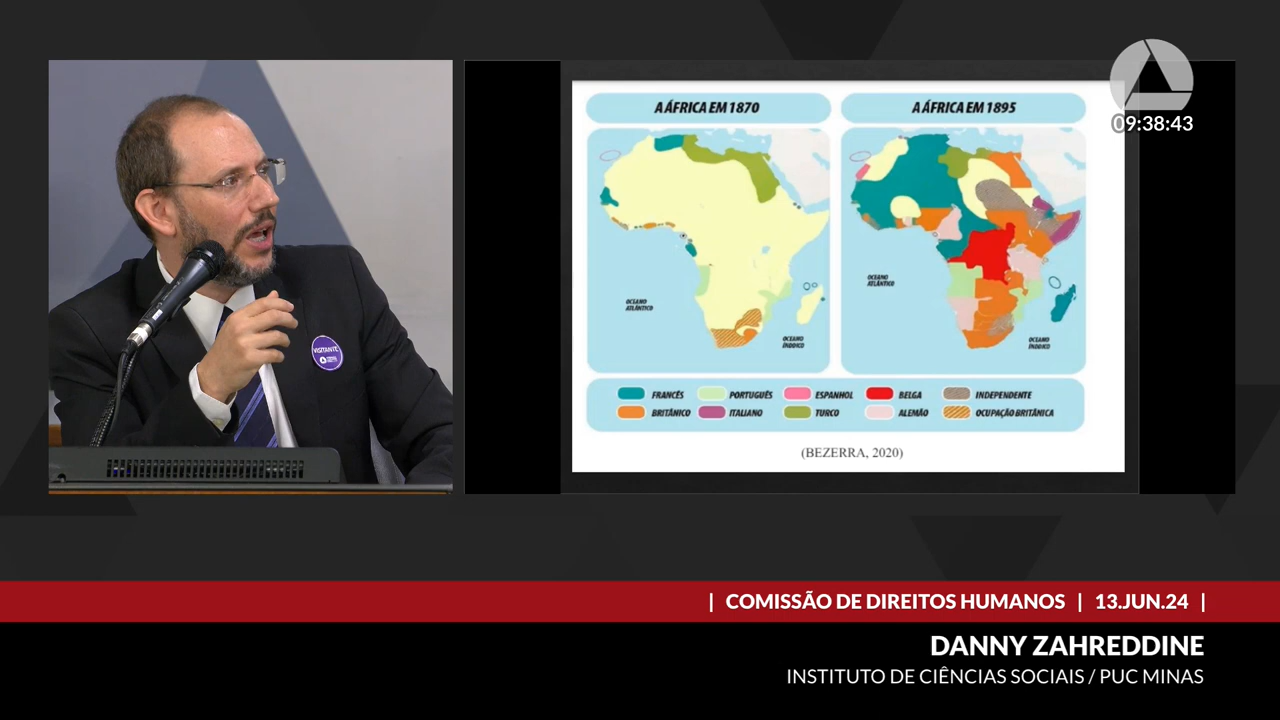 A ÁFRICA EM 1870
A ÁFRICA EM 1895
09:38:43
VISITANTE
OCEANO
ATLÂNTICO
OCEANO
ÍNDICO
OCEANO
ATLÂNTICO
OCEANO
ÍNDICO
FRANCÊS
PORTUGUÊS
ESPANHOL
BELGA
INDEPENDENTE
BRITÂNICO
ITALIANO
TURCO
ALEMÃO
OCUPAÇÃO BRITÂNICA
(BEZERRA, 2020)
| COMISSÃO DE DIREITOS HUMANOS | 13.JUN.24 |
DANNY ZAHREDDINE
INSTITUTO DE CIÊNCIAS SOCIAIS / PUC MINAS